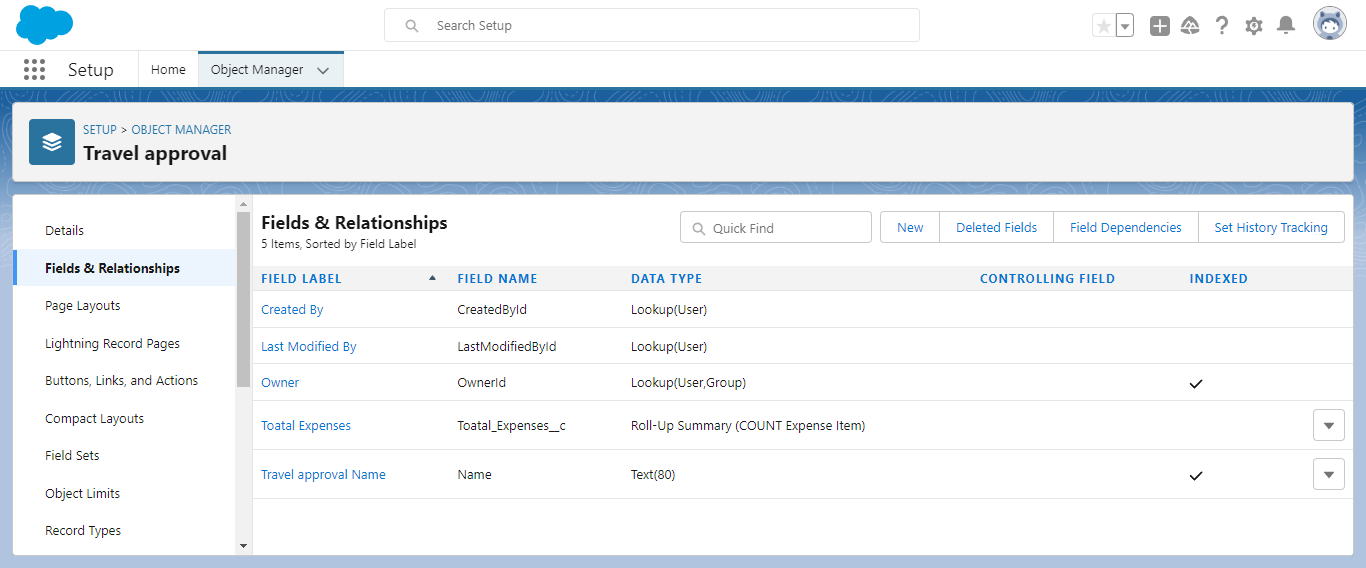 Search Setup
Setup Home Object Manager
SETUP > OBJECT MANAGER
Travel approval
Details
Fields & Relationships
Page Layouts
Lightning Record Pages
Buttons, Links, and Actions
Compact Layouts
Field Sets
Object Limits
Record Types
Fields & Relationships
5 Items, Sorted by Field Label
Quick Find New Deleted Fields Field Dependencies Set History Tracking
FIELD LABEL FIELD NAME DATA TYPE CONTROLLING FIELD INDEXED
Created By CreatedById Lookup(User)
Last Modified By LastModifiedById Lookup(User)
Owner OwnerId Lookup(User,Group)
Toatal Expenses Toatal_Expenses__c Roll-Up Summary (COUNT Expense Item)
Travel approval Name Name Text(80)